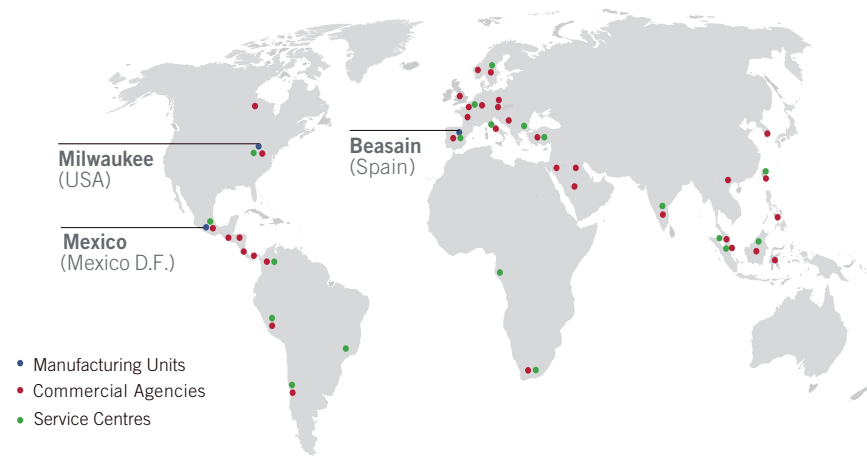 Milwaukee
(USA)
Beasain
(Spain)
Mexico
(Mexico D.F.)
Manufacturing Units
Commercial Agencies
Service Centres